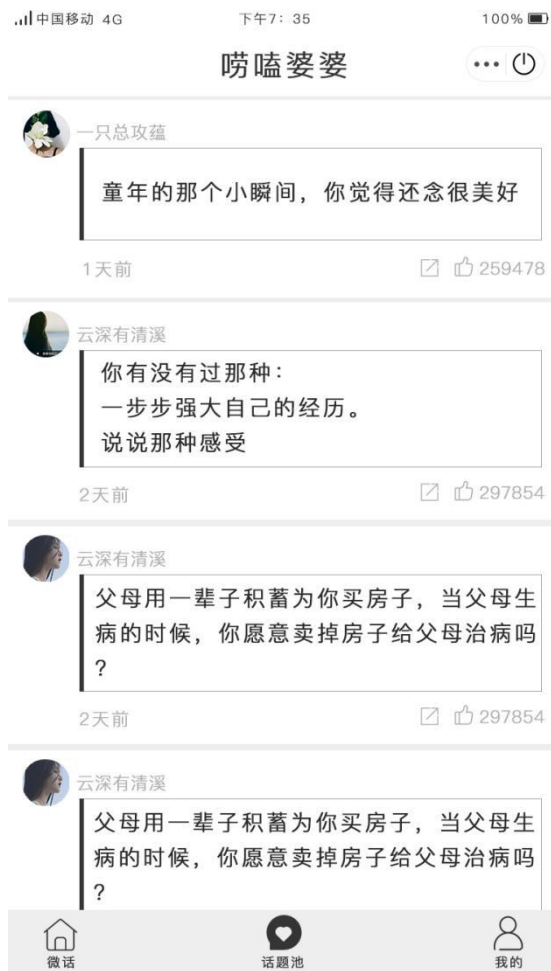 中国移动 4G 下午7：35 100%
唠嗑婆婆
一只总攻蕴
童年的那个小瞬间，你觉得还念很美好
1天前 259478
云深有清溪
你有没有过那种：
一步步强大自己的经历。
说说那种感受
2天前 297854
云深有清溪
父母用一辈子积蓄为你买房子，当父母生
病的时候，你愿意卖掉房子给父母治病吗
？
2天前 297854
云深有清溪
父母用一辈子积蓄为你买房子，当父母生
病的时候，你愿意卖掉房子给父母治病吗
？
微话 话题池 我的